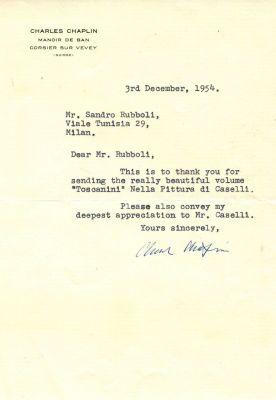 CHARLES CHAPLIN
MANOIR DE BAN
CORSIER SUR VEVEY
(SUISSE)
3rd December, 1954.
Mr. Sandro Rubboli,
Viale Tunisia 29,
Milan.
Dear Mr. Rubboli,
This is to thank you for
sending the really beautiful volume
"Toscanini" Nella Pittura di Caselli.
Please also convey my
deepest appreciation to Mr. Caselli.
Yours sincerely,
Charles Chaplin